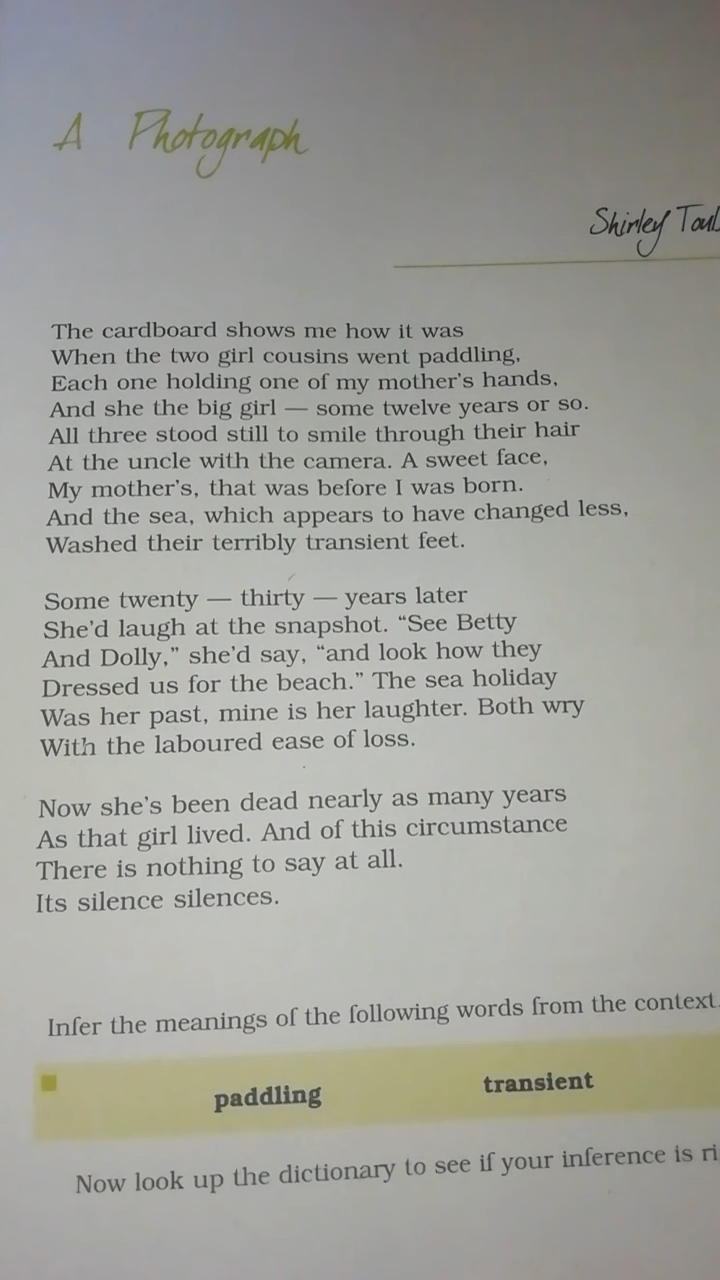 A Photograph
Shirley
The cardboard shows me how it was
When the two girl cousins went paddling,
Each one holding one of my mother's hands,
And she the big girl — some twelve years or so.
All three stood still to smile through their hair
At the uncle with the camera. A sweet face,
My mother's, that was before I was born.
And the sea, which appears to have changed less,
Washed their terribly transient feet.
Some twenty — thirty — years later
She'd laugh at the snapshot. “See Betty
And Dolly,” she'd say, “and look how they
Dressed us for the beach.” The sea holiday
Was her past, mine is her laughter. Both wry
With the laboured ease of loss.
Now she's been dead nearly as many years
As that girl lived. And of this circumstance
There is nothing to say at all.
Its silence silences.
Infer the meanings of the following words from the context.
paddling transient
Now look up the dictionary to see if your inference is